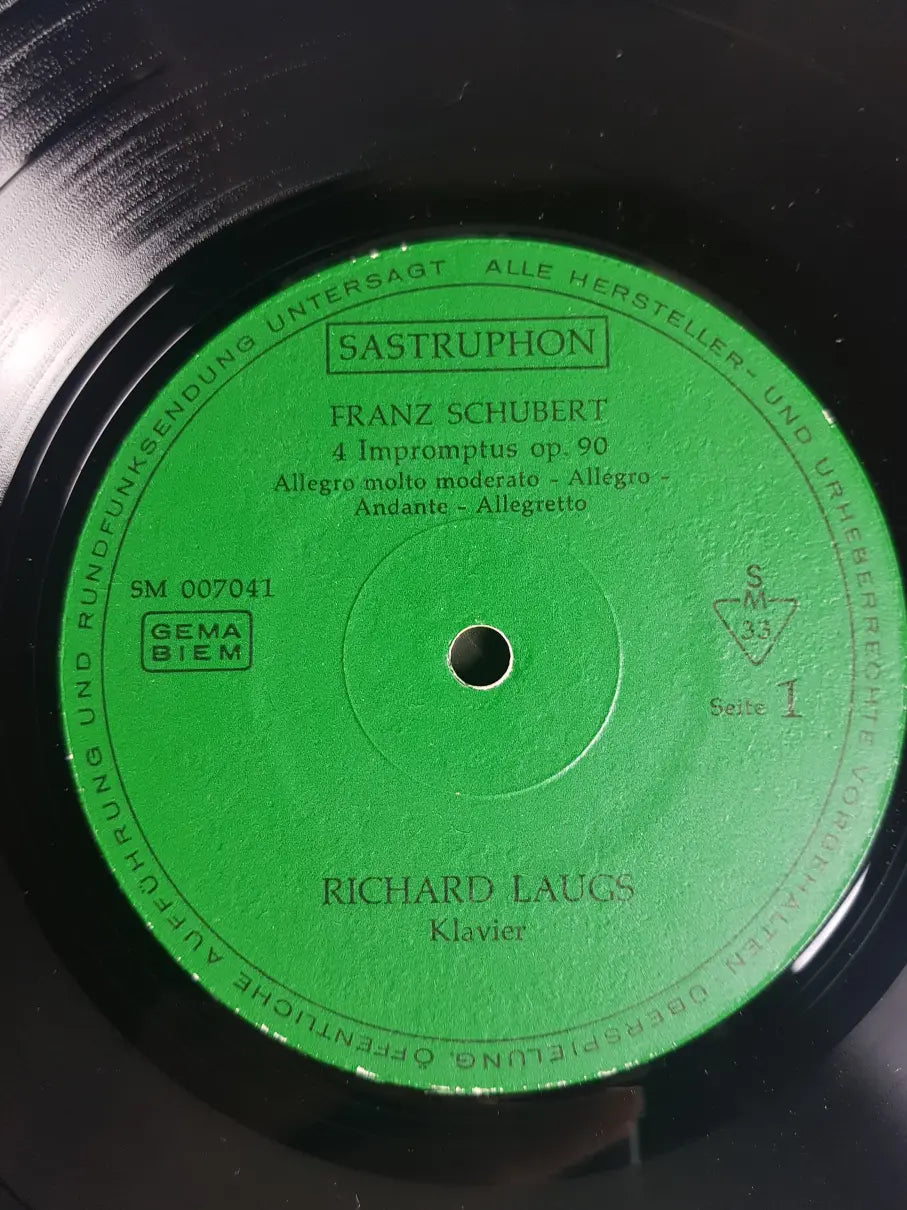 ALLE HERSTELLER- UND URHEBERRECHTE VORBEHALTEN. ÜBERSPIELUNG, ÖFFENTLICHE AUFFÜHRUNG UND RUNDFUNKSENDUNG UNTERSAGT
SASTRUPHON
FRANZ SCHUBERT
4 Impromptus op. 90
Allegro molto moderato - Allegro -
Andante - Allegretto
SM 007041
GEMA
BIEM
S
M
33
Seite 1
RICHARD LAUGS
Klavier